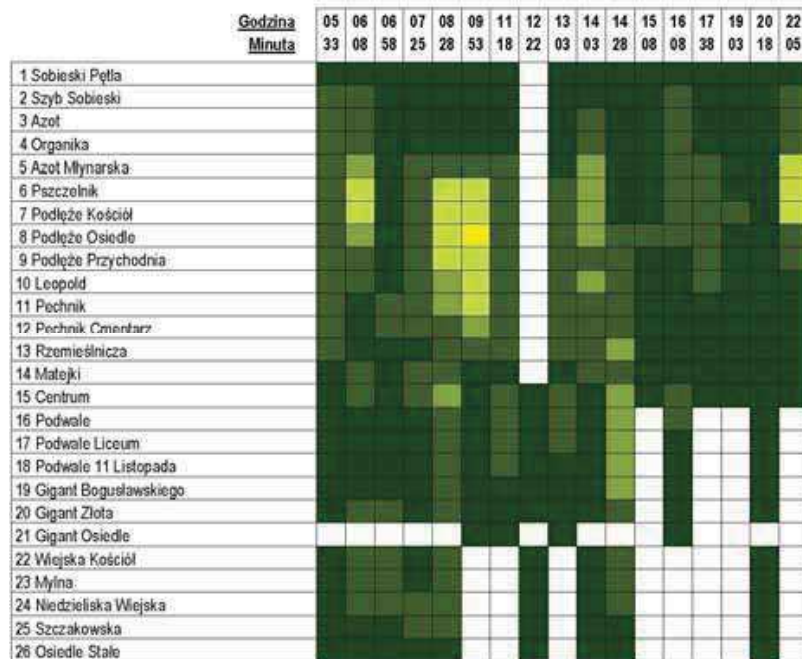 Godzina 05 06 06 07 08 09 11 12 13 14 14 15 16 17 19 20 22
Minuta 33 08 58 25 28 53 18 22 03 03 28 08 08 38 03 18 05
1 Sobieski Pętla
2 Szyb Sobieski
3 Azot
4 Organika
5 Azot Młynarska
6 Pszczelnik
7 Podłęże Kościół
8 Podłęże Osiedle
9 Podłęże Przychodnia
10 Leopold
11 Pechnik
12 Pechnik Cmentarz
13 Rzemieślnicza
14 Matejki
15 Centrum
16 Podwale
17 Podwale Liceum
18 Podwale 11 Listopada
19 Gigant Bogusławskiego
20 Gigant Złota
21 Gigant Osiedle
22 Wiejska Kościół
23 Mylna
24 Niedzieliska Wiejska
25 Szczakowska
26 Osiedle Stałe